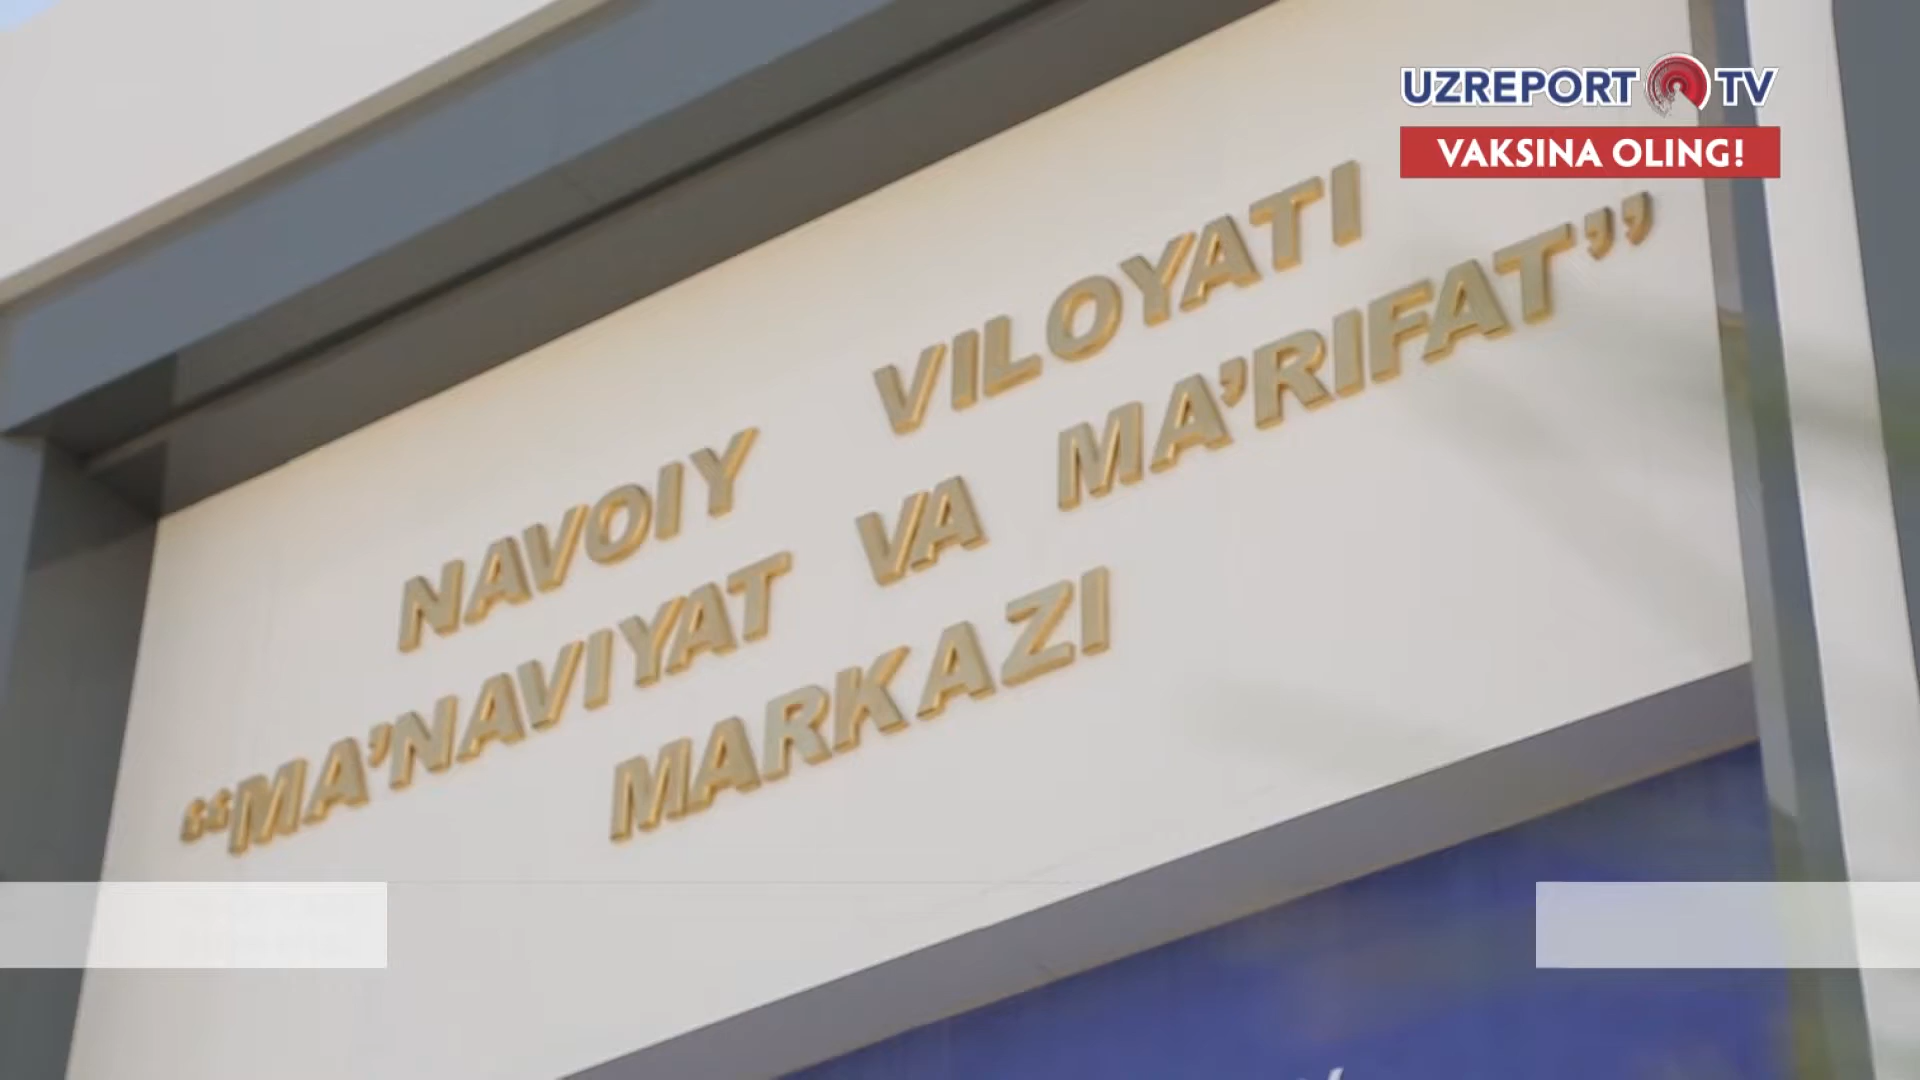 UZREPORT TV
VAKSINA OLING!
NAVOIY VILOYATI
“MA’NAVIYAT VA MA’RIFAT”
MARKAZI